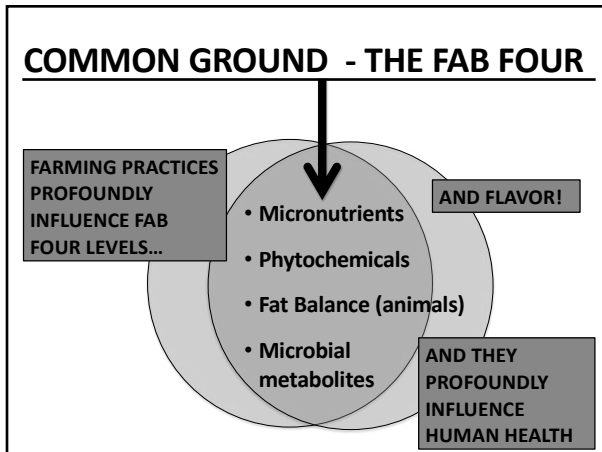 COMMON GROUND - THE FAB FOUR
FARMING PRACTICES
PROFOUNDLY
INFLUENCE FAB
FOUR LEVELS…
AND FLAVOR!
• Micronutrients
• Phytochemicals
• Fat Balance (animals)
• Microbial
metabolites
AND THEY
PROFOUNDLY
INFLUENCE
HUMAN HEALTH